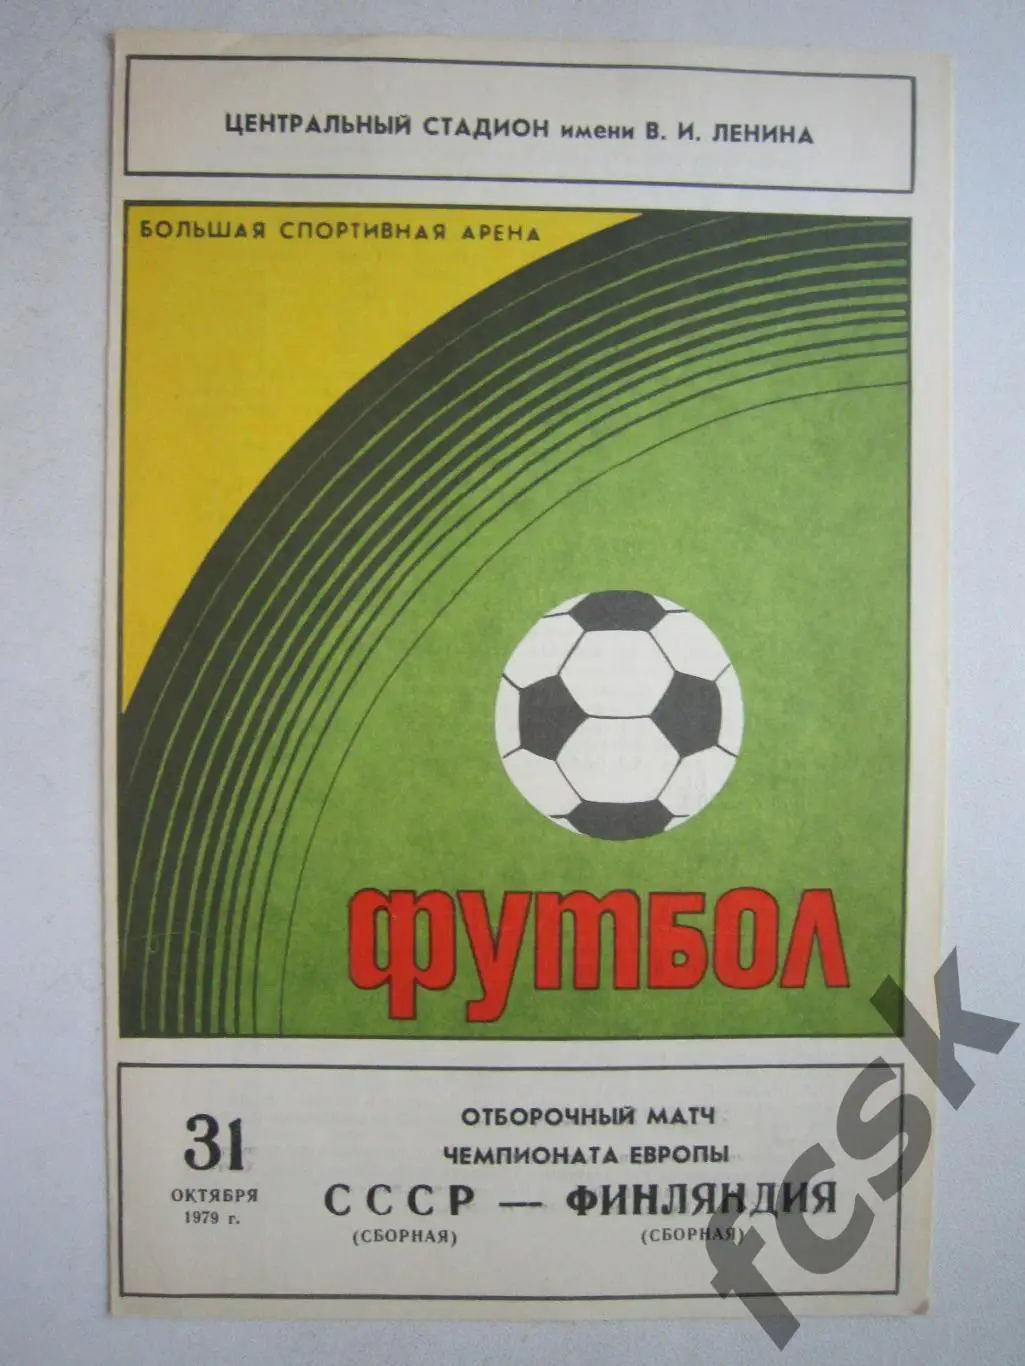 ЦЕНТРАЛЬНЫЙ СТАДИОН имени В. И. ЛЕНИНА
БОЛЬШАЯ СПОРТИВНАЯ АРЕНА
ФУТБОЛ
31
ОКТЯБРЯ
1979 г.
ОТБОРОЧНЫЙ МАТЧ
ЧЕМПИОНАТА ЕВРОПЫ
СССР — ФИНЛЯНДИЯ
(СБОРНАЯ) (СБОРНАЯ)
fcsk